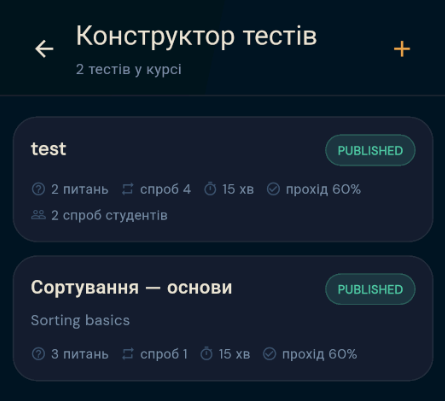 Конструктор тестів
2 тестів у курсі
test
PUBLISHED
2 питань спроб 4 15 хв прохід 60%
2 спроб студентів
Сортування — основи
PUBLISHED
Sorting basics
3 питань спроб 1 15 хв прохід 60%